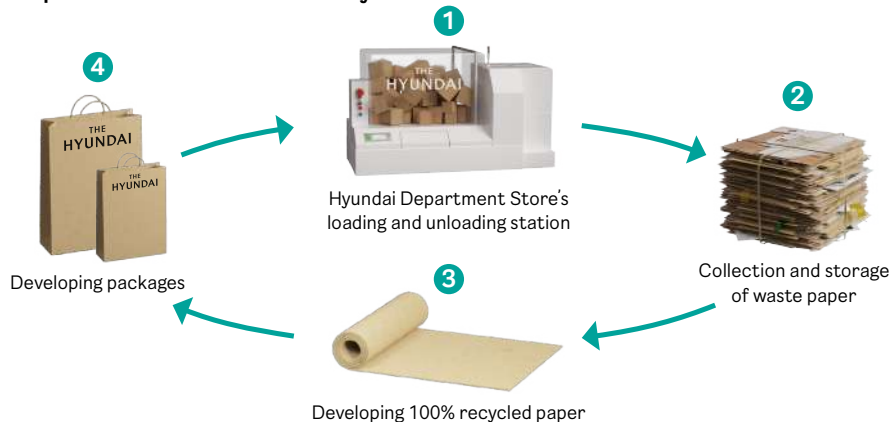 1
THE
HYUNDAI
Hyundai Department Store's
loading and unloading station
2
Collection and storage
of waste paper
3
Developing 100% recycled paper
4
THE
HYUNDAI
THE
HYUNDAI
Developing packages